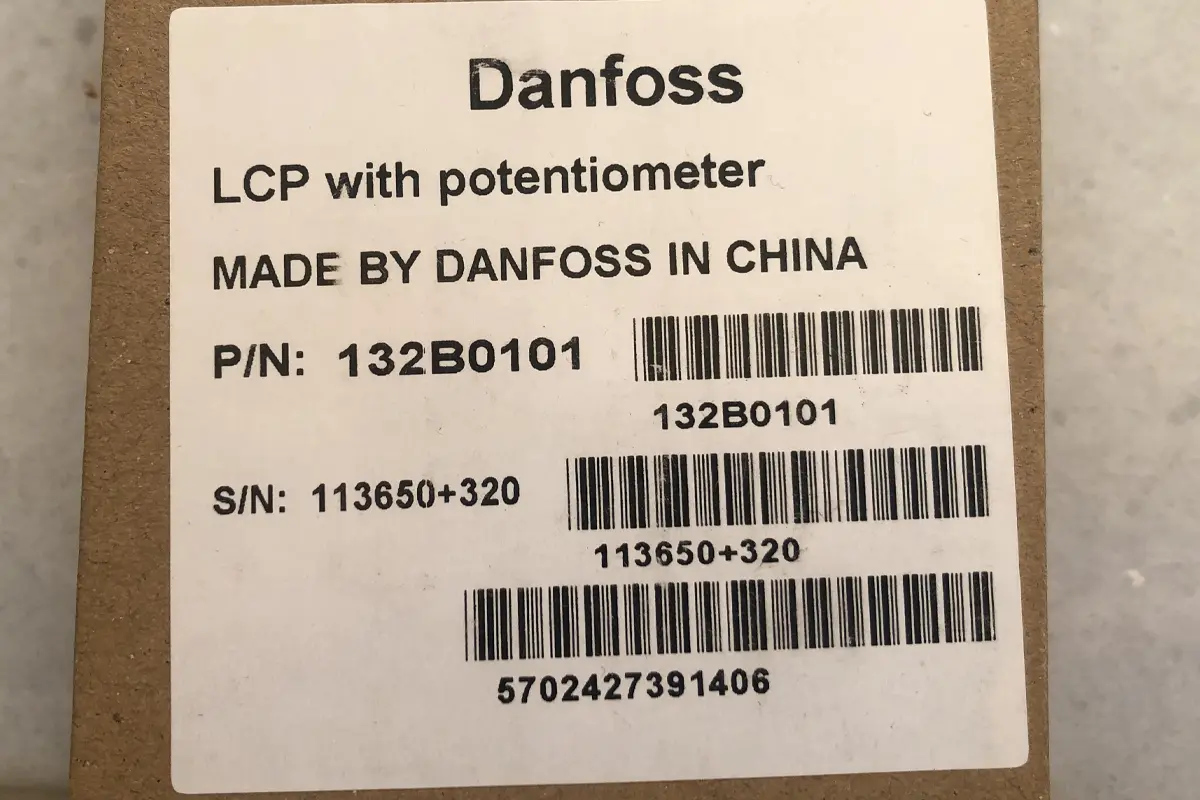 Danfoss
LCP with potentiometer
MADE BY DANFOSS IN CHINA
P/N: 132B0101
132B0101
S/N: 113650+320
113650+320
5702427391406